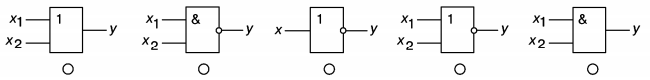 x₁ 1 y
x₂
x₁ & y
x₂
x 1 y
x₁ 1 y
x₂
x₁ & y
x₂